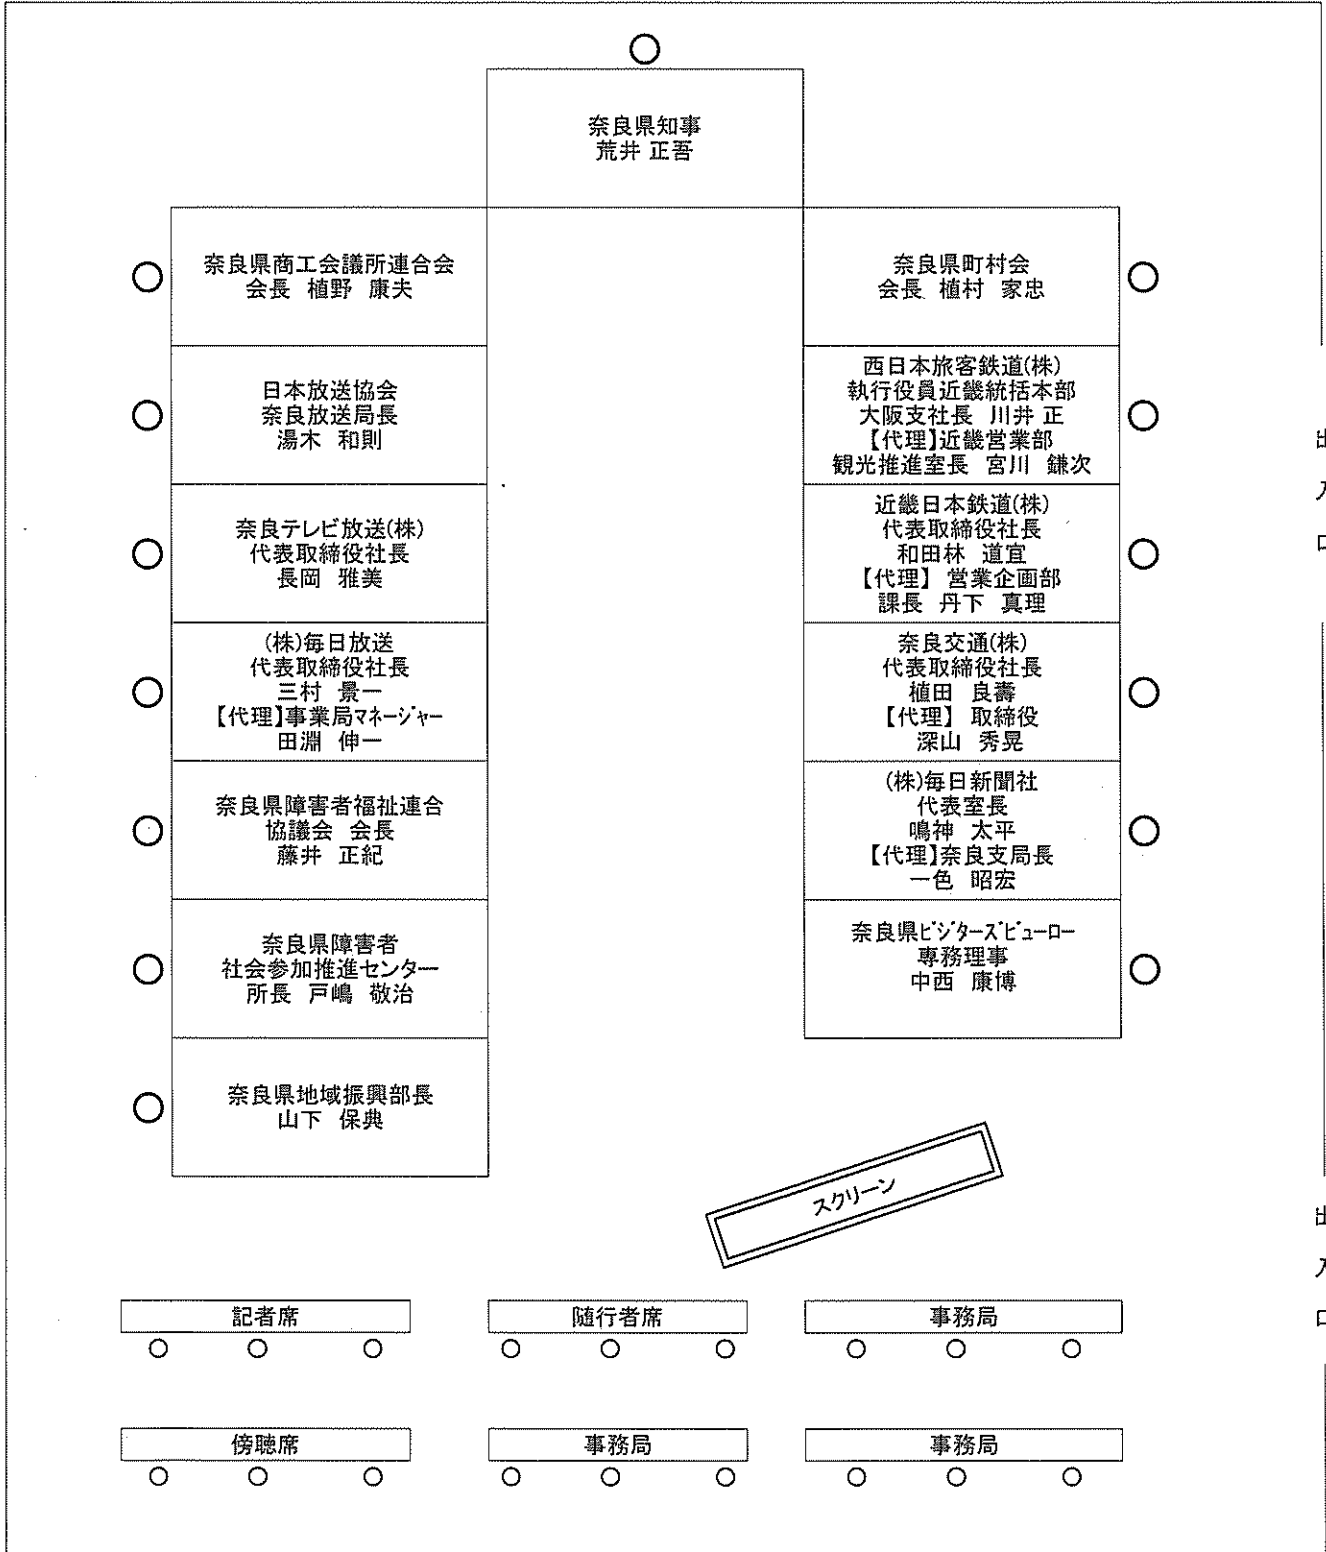 奈良県知事
荒井 正吾
奈良県商工会議所連合会
会長 植野 康夫
日本放送協会
奈良放送局長
湯木 和則
奈良テレビ放送(株)
代表取締役社長
長岡 雅美
(株)毎日放送
代表取締役社長
三村 景一
【代理】事業局マネージャー
田淵 伸一
奈良県障害者福祉連合
協議会 会長
藤井 正紀
奈良県障害者
社会参加推進センター
所長 戸嶋 敬治
奈良県地域振興部長
山下 保典
奈良県町村会
会長 植村 家忠
西日本旅客鉄道(株)
執行役員近畿統括本部
大阪支社長 川井 正
【代理】近畿営業部
観光推進室長 宮川 鎌次
近畿日本鉄道(株)
代表取締役社長
和田林 道宜
【代理】 営業企画部
課長 丹下 真理
奈良交通(株)
代表取締役社長
植田 良壽
【代理】 取締役
深山 秀晃
(株)毎日新聞社
代表室長
鳴神 太平
【代理】奈良支局長
一色 昭宏
奈良県ビジターズビューロー
専務理事
中西 康博
出
入
口
スクリーン
出
入
口
記者席
随行者席
事務局
傍聴席
事務局
事務局